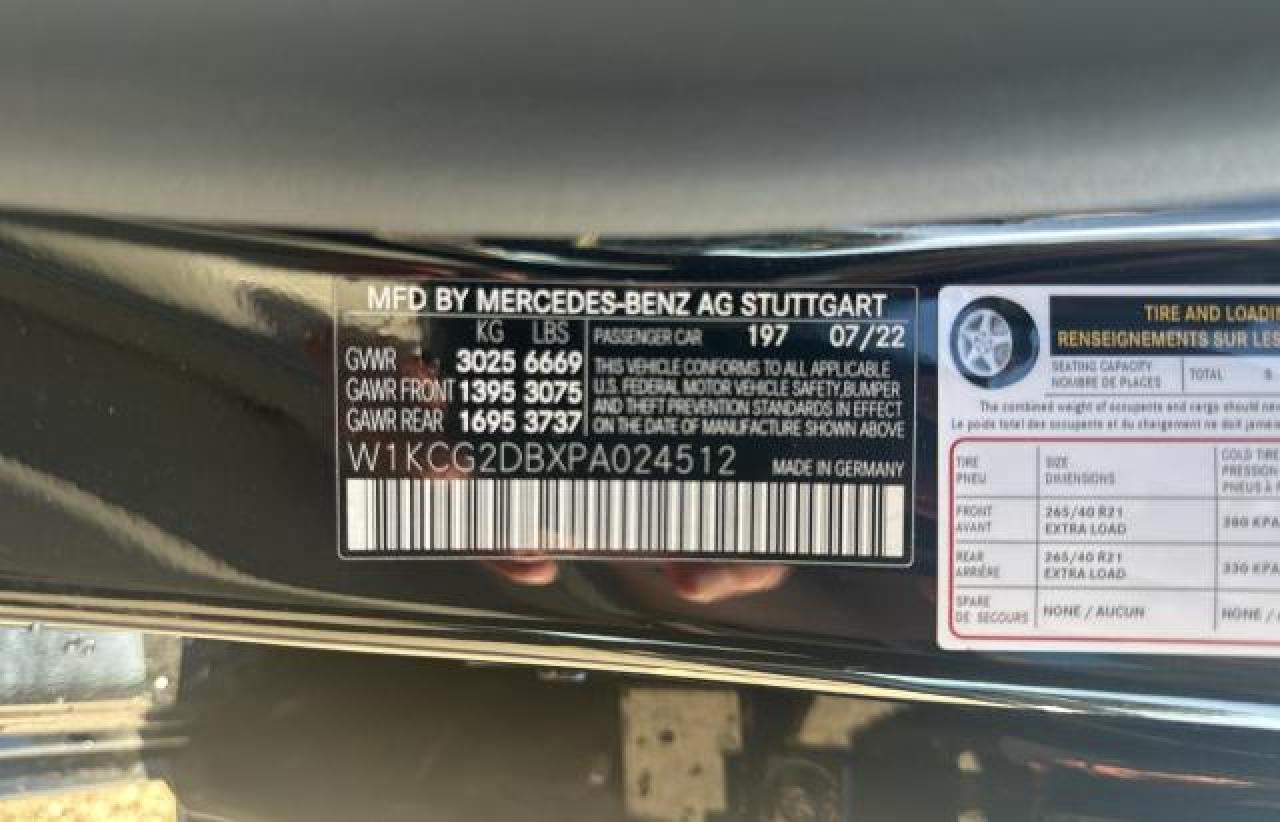 MFD BY MERCEDES-BENZ AG STUTTGART
KG LBS
GVWR 3025 6669
GAWR FRONT 1395 3075
GAWR REAR 1695 3737
PASSENGER CAR 197 07/22
THIS VEHICLE CONFORMS TO ALL APPLICABLE
U.S. FEDERAL MOTOR VEHICLE SAFETY, BUMPER
AND THEFT PREVENTION STANDARDS IN EFFECT
ON THE DATE OF MANUFACTURE SHOWN ABOVE
W1KCG2DBXPA024512 MADE IN GERMANY
TIRE AND LOADIN
RENSEIGNEMENTS SUR LES
SEATING CAPACITY
NOMBRE DE PLACES
TOTAL
The combined weight of occupants and cargo should nev
Le poids total des occupants et du chargement ne doit jamai
TIRE
PNEU
SIZE
DIMENSIONS
COLD TIRE
PRESSION
PNEUS À F
FRONT
AVANT
265/40 R21
EXTRA LOAD
380 KPA
REAR
ARRIÈRE
265/40 R21
EXTRA LOAD
330 KPA
SPARE
DE SECOURS
NONE / AUCUN
NONE /